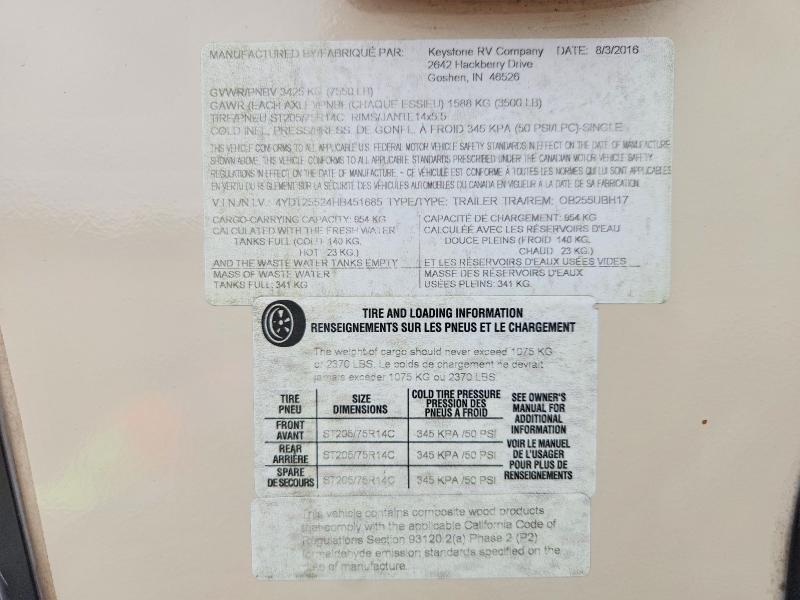 MANUFACTURED BY/FABRIQUÉ PAR: Keystone RV Company DATE: 8/3/2016
2642 Hackberry Drive
Goshen, IN 46526
GVWR/PNBV 3425 KG (7550 LB)
GAWR (EACH AXLE)/PNBE (CHAQUE ESSIEU) 1588 KG (3500 LB)
TIRE/PNEU ST205/75R14C RIMS/JANTE 14x5.5
COLD INFL. PRESS/PRESS. DE GONFL. À FROID 345 KPA (50 PSI/LPC)-SINGLE
THIS VEHICLE CONFORMS TO ALL APPLICABLE U.S. FEDERAL MOTOR VEHICLE SAFETY STANDARDS IN EFFECT ON THE DATE OF MANUFACTURE
SHOWN ABOVE. THIS VEHICLE CONFORMS TO ALL APPLICABLE STANDARDS PRESCRIBED UNDER THE CANADIAN MOTOR VEHICLE SAFETY
REGULATIONS IN EFFECT ON THE DATE OF MANUFACTURE - CE VÉHICULE EST CONFORME À TOUTES LES NORMES QUI LUI SONT APPLICABLES
EN VERTU DU RÈGLEMENT SUR LA SÉCURITÉ DES VÉHICULES AUTOMOBILES DU CANADA EN VIGUEUR A LA DATE DE SA FABRICATION.
V.I.N./N.I.V.: 4YDT25524HB451685 TYPE/TYPE: TRAILER TRA/REM: OB255UBH17
CARGO-CARRYING CAPACITY: 954 KG
CALCULATED WITH THE FRESH WATER
TANKS FULL (COLD: 140 KG,
HOT : 23 KG.)
AND THE WASTE WATER TANKS EMPTY
MASS OF WASTE WATER
TANKS FULL: 341 KG
CAPACITÉ DE CHARGEMENT: 954 KG
CALCULÉE AVEC LES RÉSERVOIRS D'EAU
DOUCE PLEINS (FROID 140 KG,
CHAUD : 23 KG.)
ET LES RÉSERVOIRS D'EAUX USÉES VIDES
MASSE DES RÉSERVOIRS D'EAUX
USÉES PLEINS: 341 KG.
TIRE AND LOADING INFORMATION
RENSEIGNEMENTS SUR LES PNEUS ET LE CHARGEMENT
The weight of cargo should never exceed 1075 KG
or 2370 LBS. Le poids de chargement ne devrait
jamais exceder 1075 KG ou 2370 LBS.
TIRE PNEU SIZE DIMENSIONS COLD TIRE PRESSURE PRESSION DES PNEUS À FROID
FRONT AVANT ST205/75R14C 345 KPA /50 PSI
REAR ARRIÈRE ST205/75R14C 345 KPA /50 PSI
SPARE DE SECOURS ST205/75R14C 345 KPA /50 PSI
SEE OWNER'S
MANUAL FOR
ADDITIONAL
INFORMATION
VOIR LE MANUEL
DE L'USAGER
POUR PLUS DE
RENSEIGNEMENTS
This vehicle contains composite wood products
that comply with the applicable California Code of
Regulations Section 93120.2(a) Phase 2 (P2)
formaldehyde emission standards specified on the
date of manufacture.